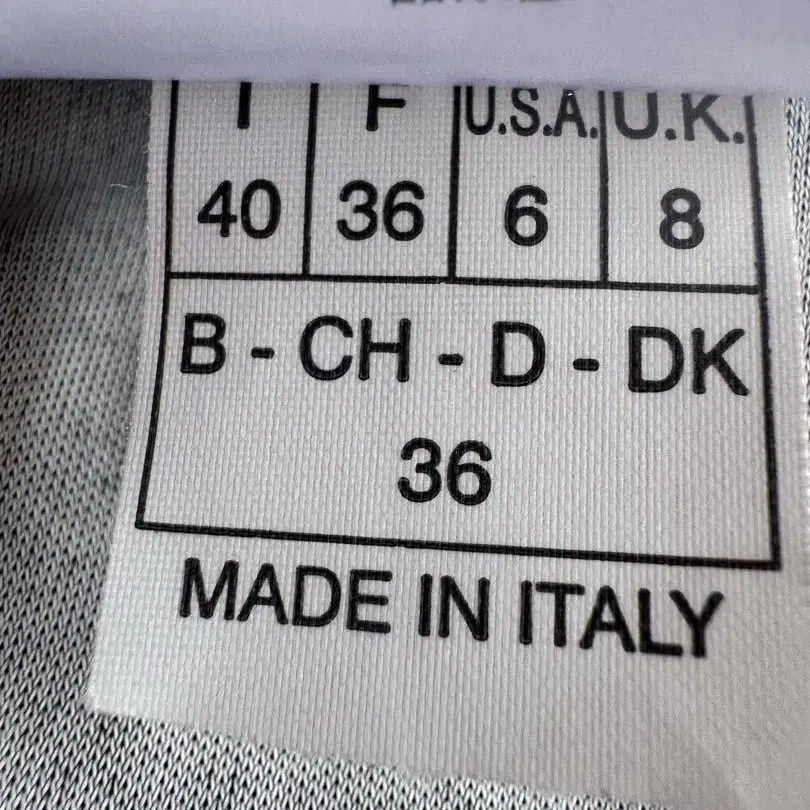 I F U.S.A. U.K.
40 36 6 8
B - CH - D - DK
36
MADE IN ITALY